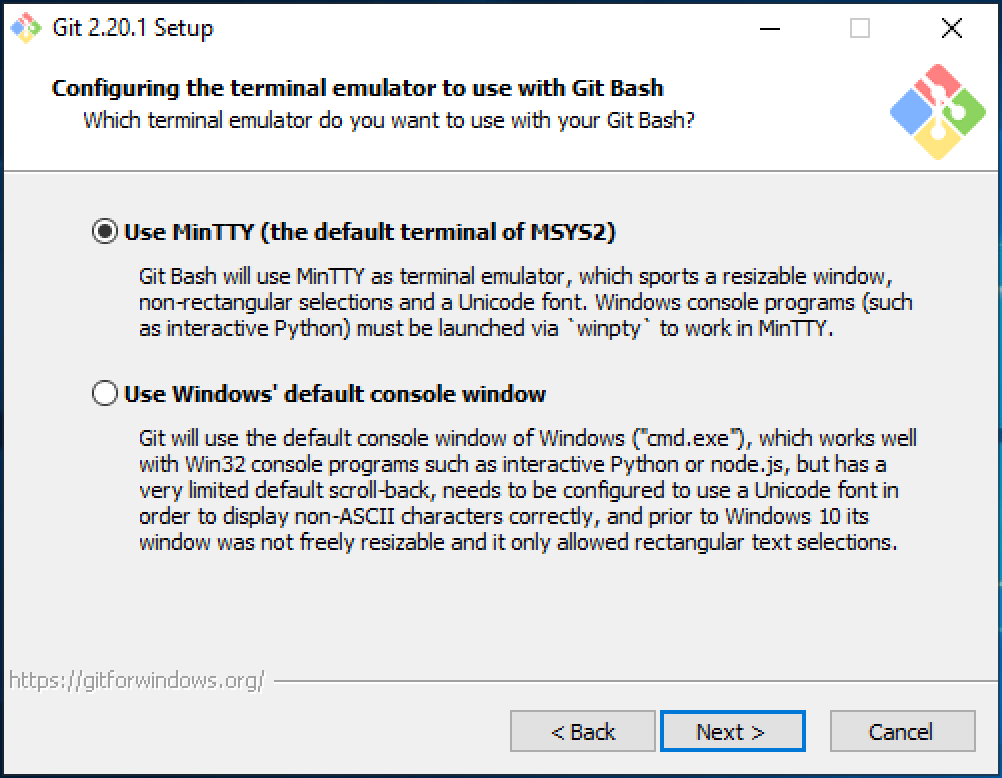 Git 2.20.1 Setup
Configuring the terminal emulator to use with Git Bash
Which terminal emulator do you want to use with your Git Bash?
Use MinTTY (the default terminal of MSYS2)
Git Bash will use MinTTY as terminal emulator, which sports a resizable window,
non-rectangular selections and a Unicode font. Windows console programs (such
as interactive Python) must be launched via `winpty` to work in MinTTY.
Use Windows' default console window
Git will use the default console window of Windows ("cmd.exe"), which works well
with Win32 console programs such as interactive Python or node.js, but has a
very limited default scroll-back, needs to be configured to use a Unicode font in
order to display non-ASCII characters correctly, and prior to Windows 10 its
window was not freely resizable and it only allowed rectangular text selections.
https://gitforwindows.org/
< Back
Next >
Cancel